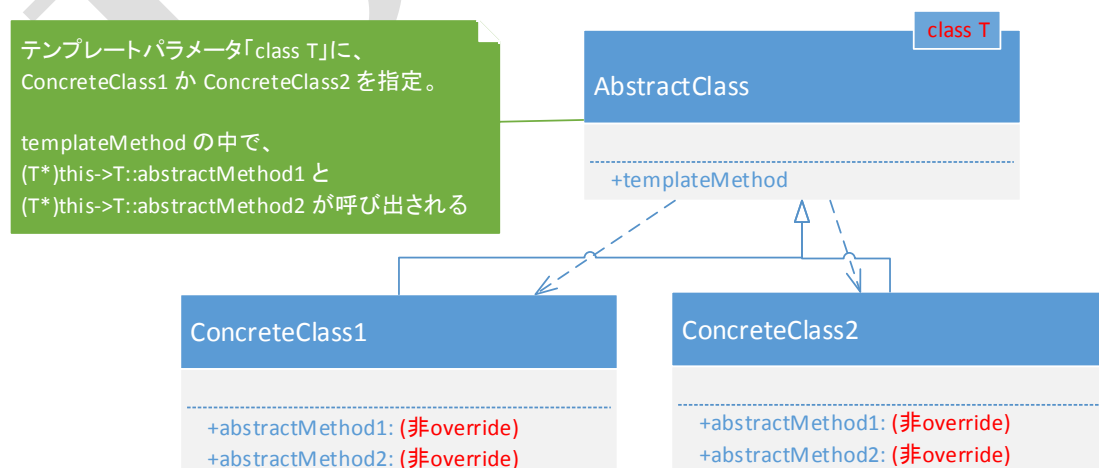 テンプレートパラメータ「class T」に、
ConcreteClass1 か ConcreteClass2 を指定。
templateMethod の中で、
(T*)this->T::abstractMethod1 と
(T*)this->T::abstractMethod2 が呼び出される
class T
AbstractClass
+templateMethod
ConcreteClass1
+abstractMethod1: (非override)
+abstractMethod2: (非override)
ConcreteClass2
+abstractMethod1: (非override)
+abstractMethod2: (非override)